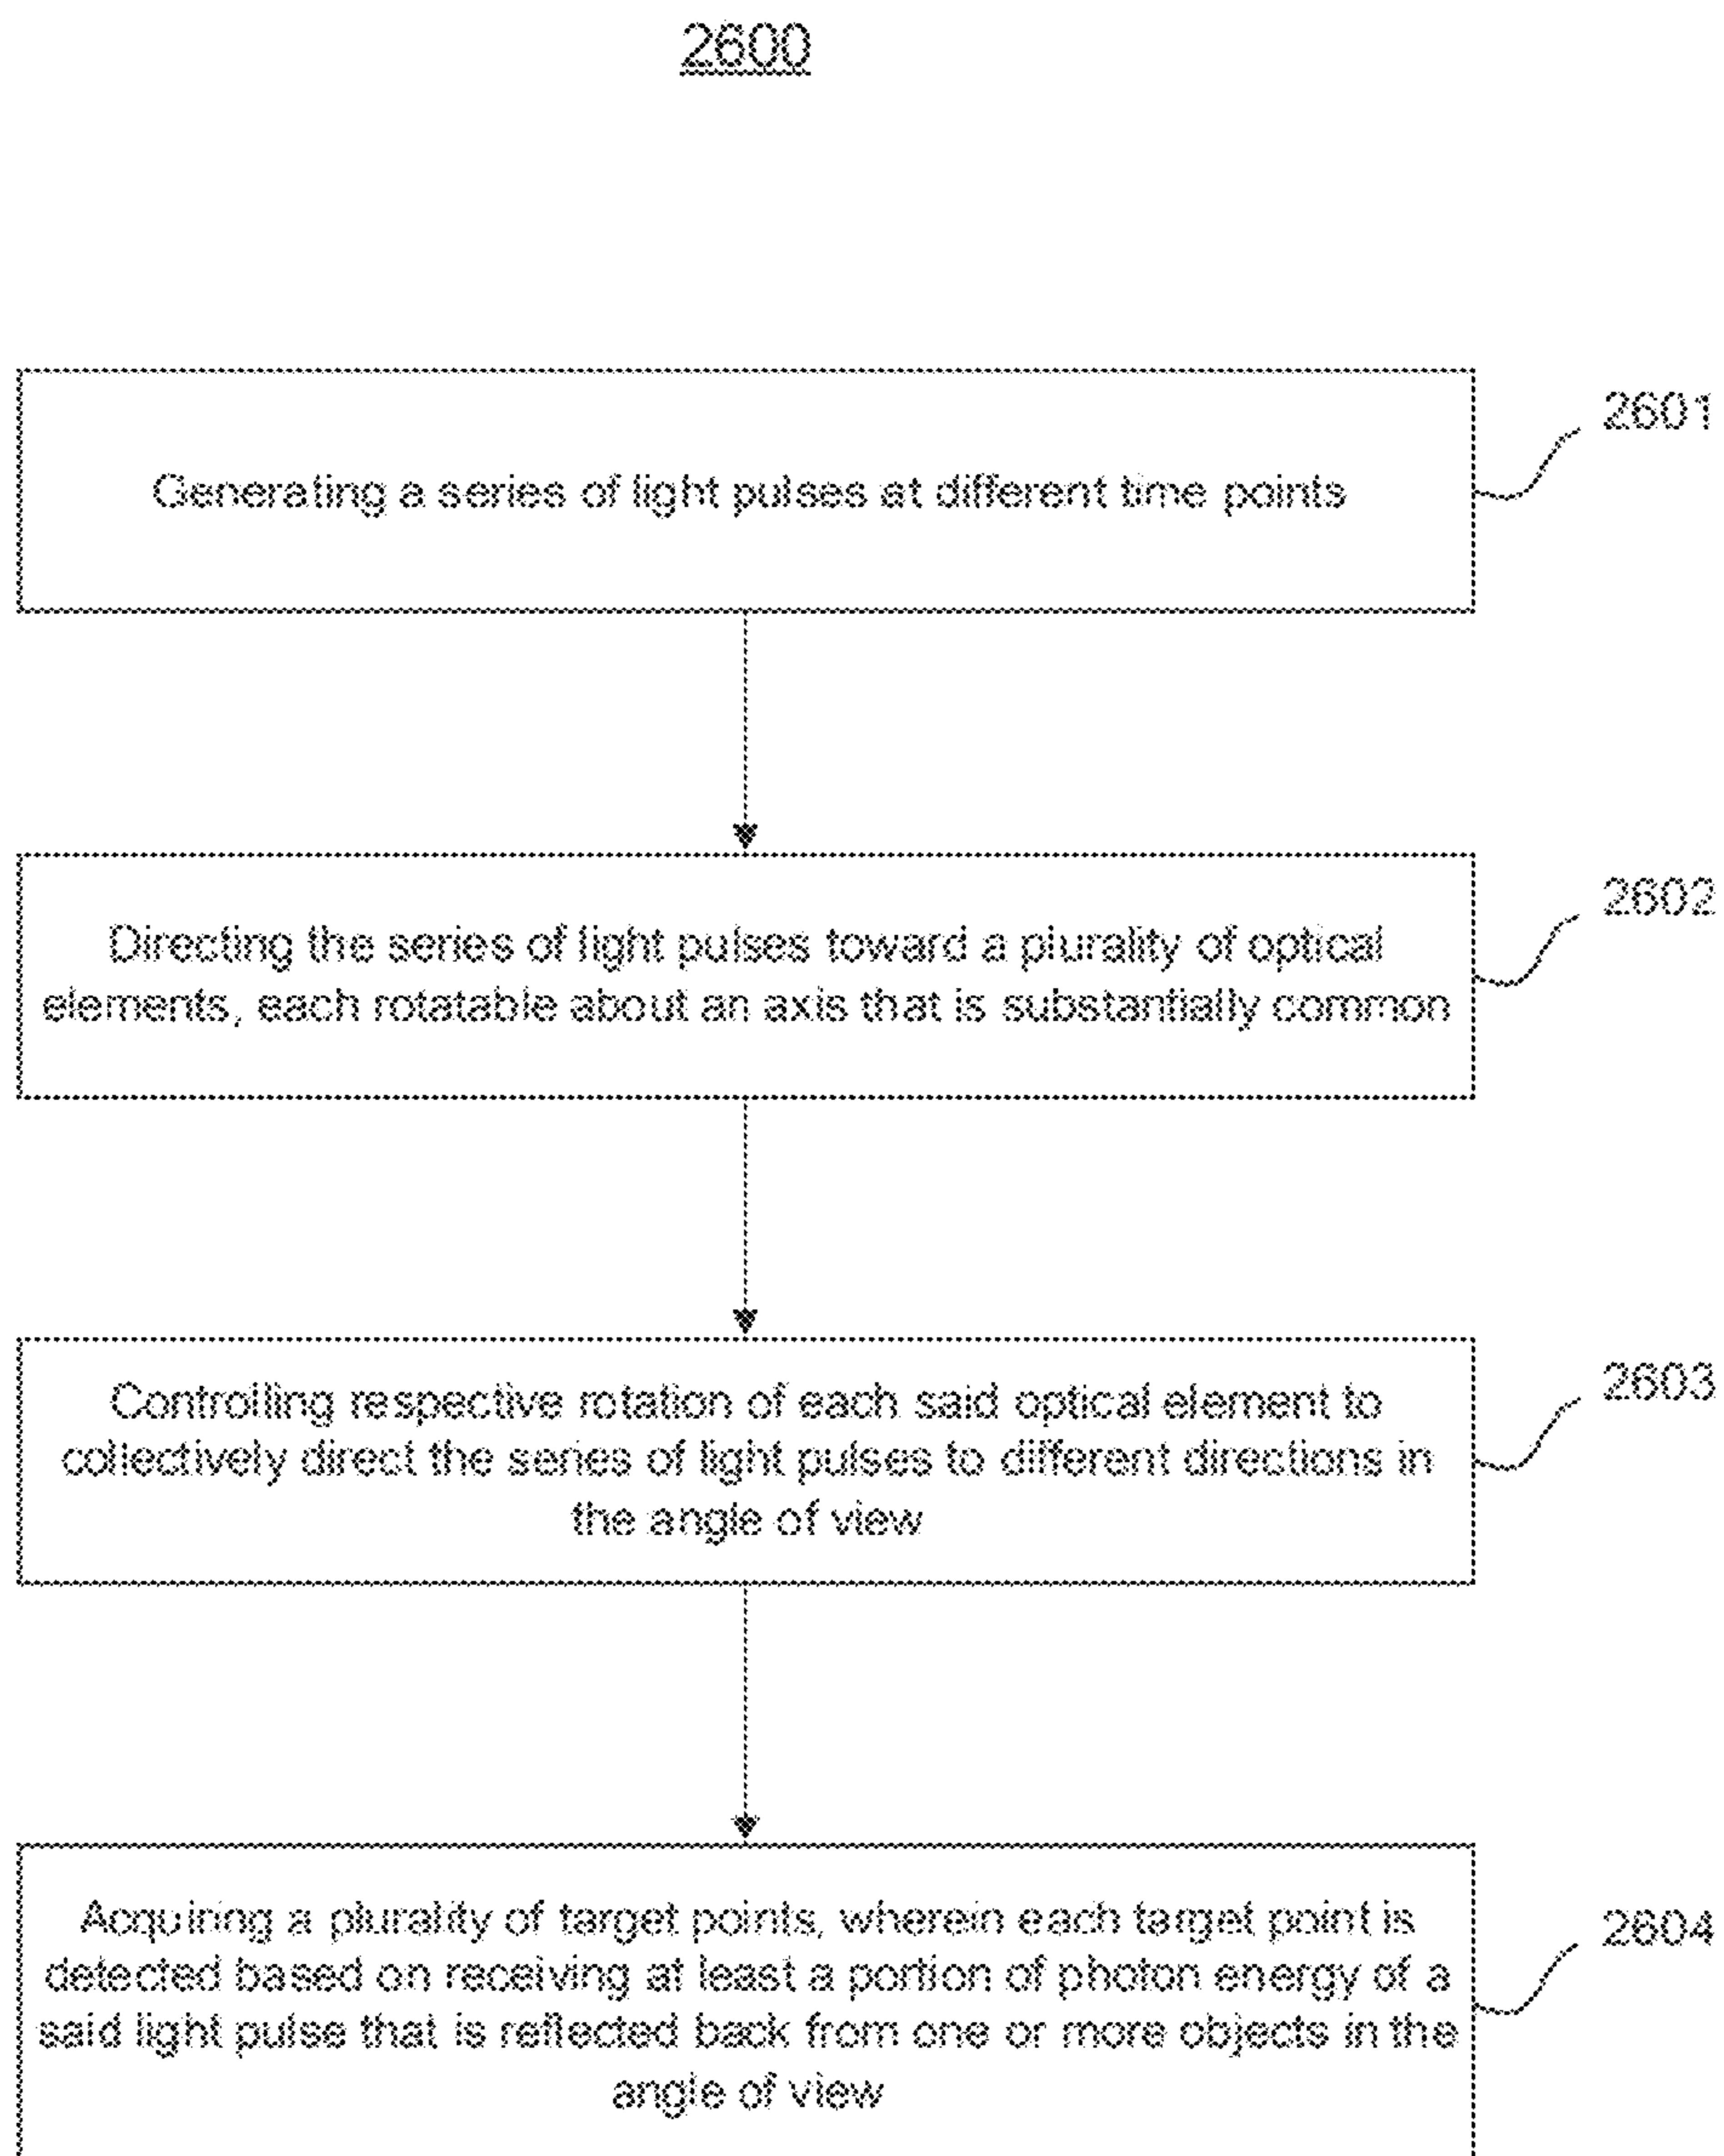 2600
Generating a series of light pulses at different time points
2601
Directing the series of light pulses toward a plurality of optical
elements, each rotatable about an axis that is substantially common
2602
Controlling respective rotation of each said optical element to
collectively direct the series of light pulses to different directions in
the angle of view
2603
Acquiring a plurality of target points, wherein each target point is
detected based on receiving at least a portion of photon energy of a
said light pulse that is reflected back from one or more objects in the
angle of view
2604